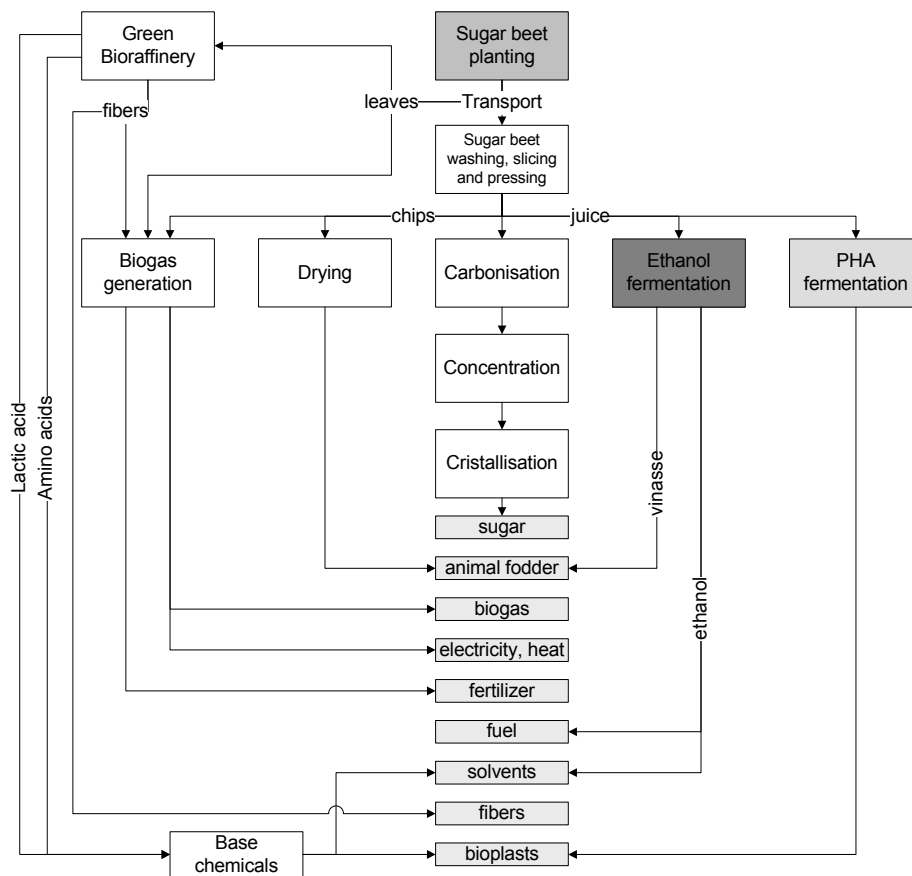 Green
Bioraffinery
Sugar beet
planting
leaves
Transport
fibers
Sugar beet
washing, slicing
and pressing
chips
juice
Biogas
generation
Drying
Carbonisation
Ethanol
fermentation
PHA
fermentation
Concentration
Lactic acid
Amino acids
Cristallisation
vinasse
sugar
animal fodder
biogas
ethanol
electricity, heat
fertilizer
fuel
solvents
fibers
Base
chemicals
bioplasts